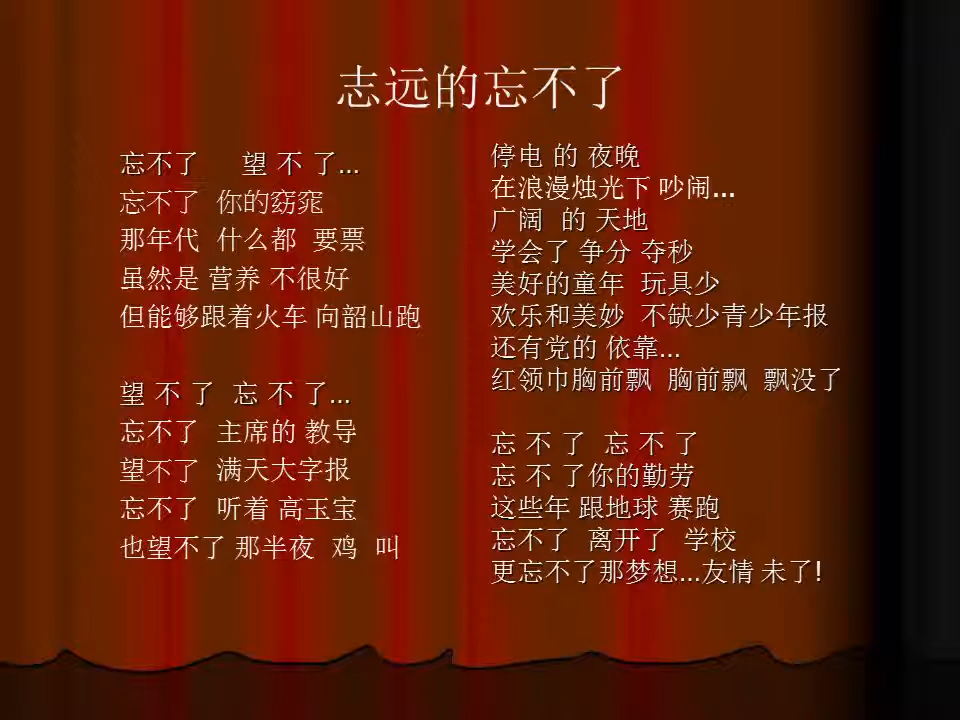 志远的忘不了
忘不了 望 不 了...
忘不了 你的窈窕
那年代 什么都 要票
虽然是 营养 不很好
但能够跟着火车 向韶山跑
望 不 了 忘 不 了...
忘不了 主席的 教导
望不了 满天大字报
忘不了 听着 高玉宝
也望不了 那半夜 鸡 叫
停电 的 夜晚
在浪漫烛光下 吵闹...
广阔 的 天地
学会了 争分 夺秒
美好的童年 玩具少
欢乐和美妙 不缺少青少年报
还有党的 依靠...
红领巾胸前飘 胸前飘 飘没了
忘 不 了 忘 不 了
忘 不 了你的勤劳
这些年 跟地球 赛跑
忘不了 离开了 学校
更忘不了那梦想...友情 未了!